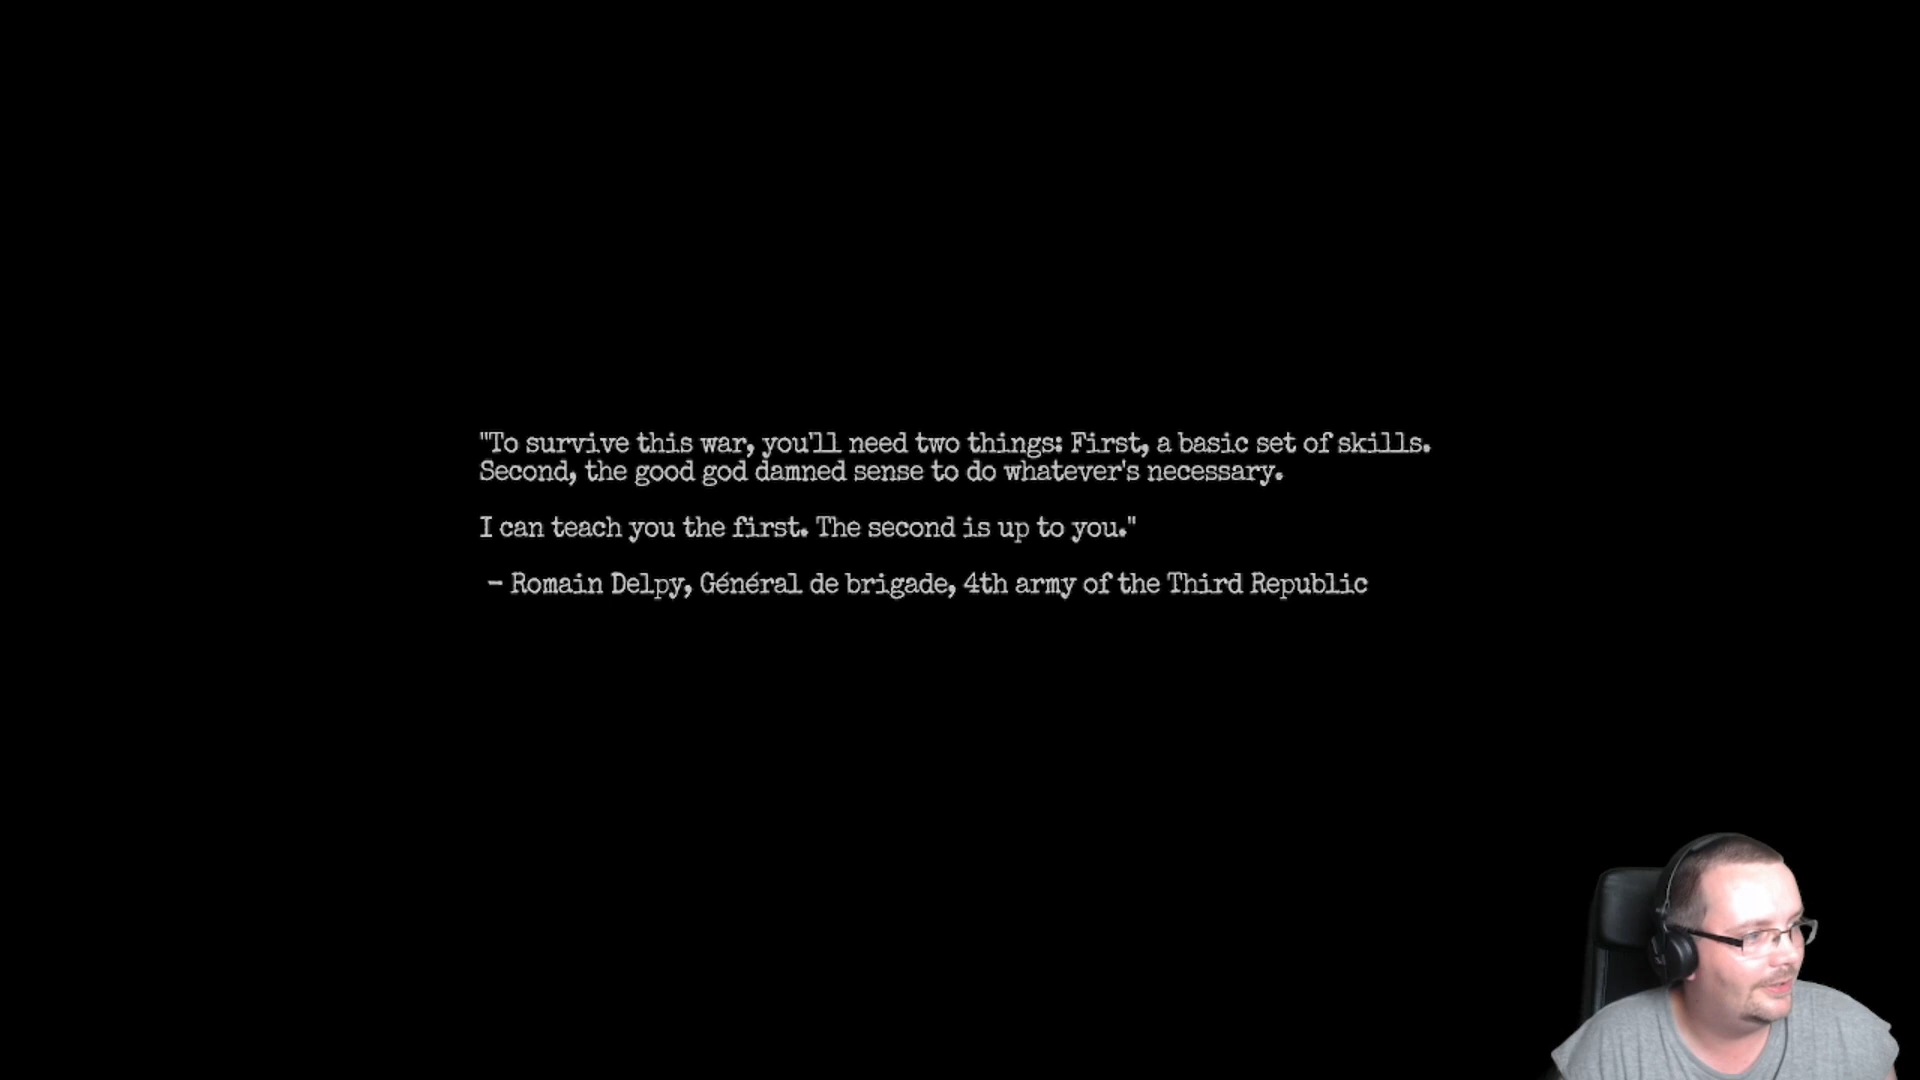 "To survive this war, you'll need two things: First, a basic set of skills.
Second, the good god damned sense to do whatever's necessary.
I can teach you the first. The second is up to you."
- Romain Delpy, Général de brigade, 4th army of the Third Republic